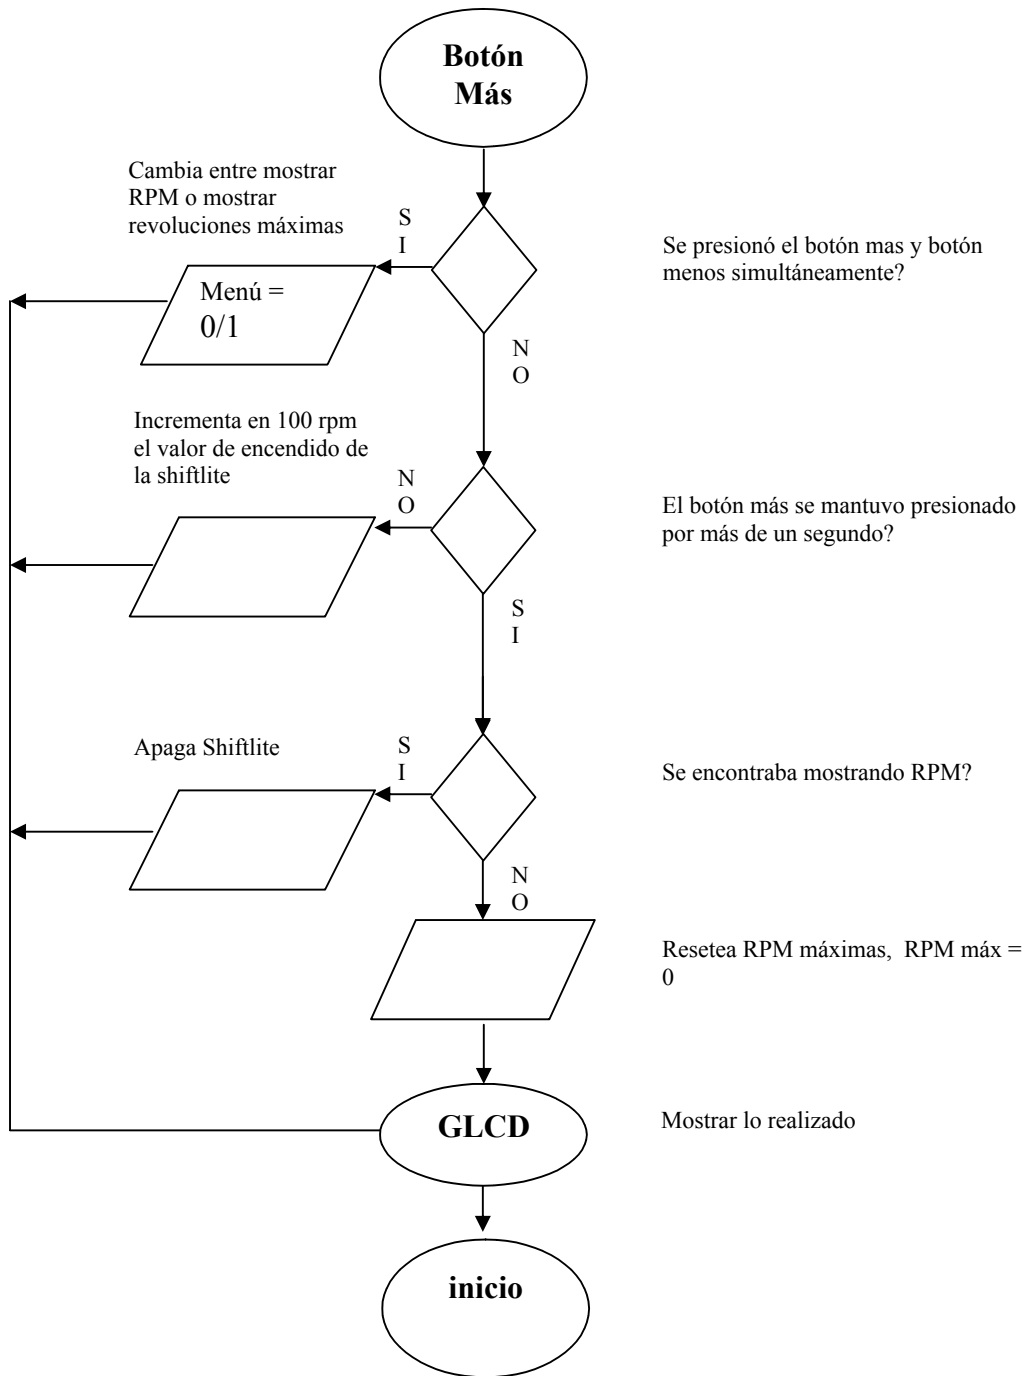 Botón
Más
Cambia entre mostrar
RPM o mostrar
revoluciones máximas
S
I
Se presionó el botón mas y botón
menos simultáneamente?
Menú =
0/1
N
O
Incrementa en 100 rpm
el valor de encendido de
la shiftlite
N
O
El botón más se mantuvo presionado
por más de un segundo?
S
I
Apaga Shiftlite
S
I
Se encontraba mostrando RPM?
N
O
Resetea RPM máximas, RPM máx =
0
GLCD
Mostrar lo realizado
inicio